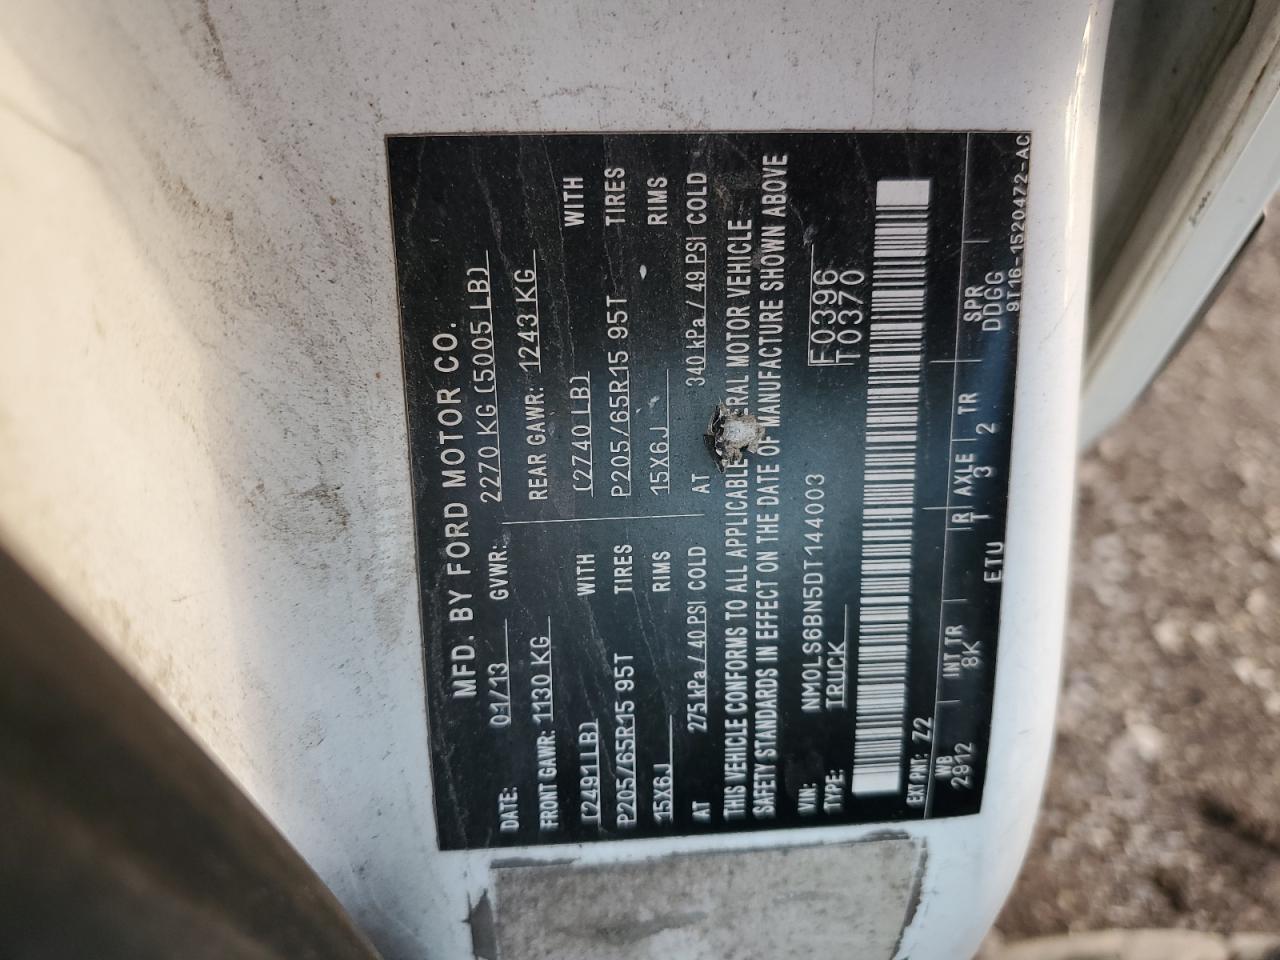 MFD. BY FORD MOTOR CO.
DATE: 01/13 GVWR: 2270 KG (5005 LB)
FRONT GAWR: 1130 KG REAR GAWR: 1243 KG
(2491 LB) WITH (2740 LB) WITH
P205/65R15 95T TIRES P205/65R15 95T TIRES
15X6J RIMS 15X6J RIMS
AT 275 kPa / 40 PSI COLD AT 340 kPa / 49 PSI COLD
THIS VEHICLE CONFORMS TO ALL APPLICABLE RAL MOTOR VEHICLE
SAFETY STANDARDS IN EFFECT ON THE DATE OF MANUFACTURE SHOWN ABOVE
VIN: NM0LS6BN5DT144003 F0396
TYPE: TRUCK T0370
EXT PNT: Z2
WB INT TR R AXLE TR SPR
2912 8K T 3 2 DDGG
ETU 9T16-1520472-AC